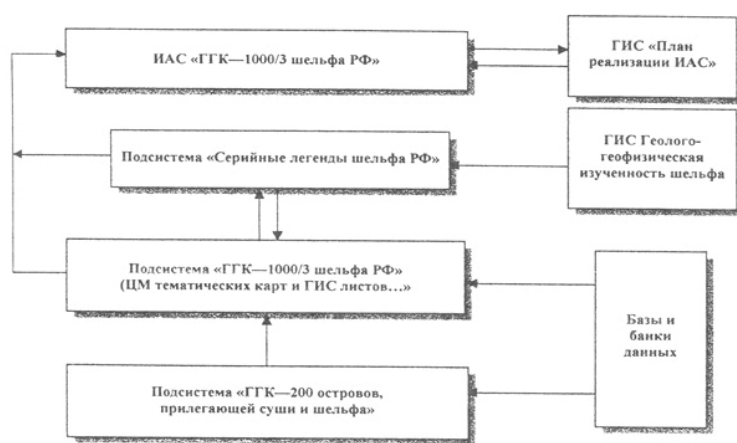 ИАС «ГГК—1000/3 шельфа РФ»
ГИС «План
реализации ИАС»
Подсистема «Серийные легенды шельфа РФ»
ГИС Геолого-
геофизическая
изученность шельфа
Подсистема «ГГК—1000/3 шельфа РФ»
(ЦМ тематических карт и ГИС листов...»
Базы и
банки
данных
Подсистема «ГГК—200 островов,
прилегающей суши и шельфа»